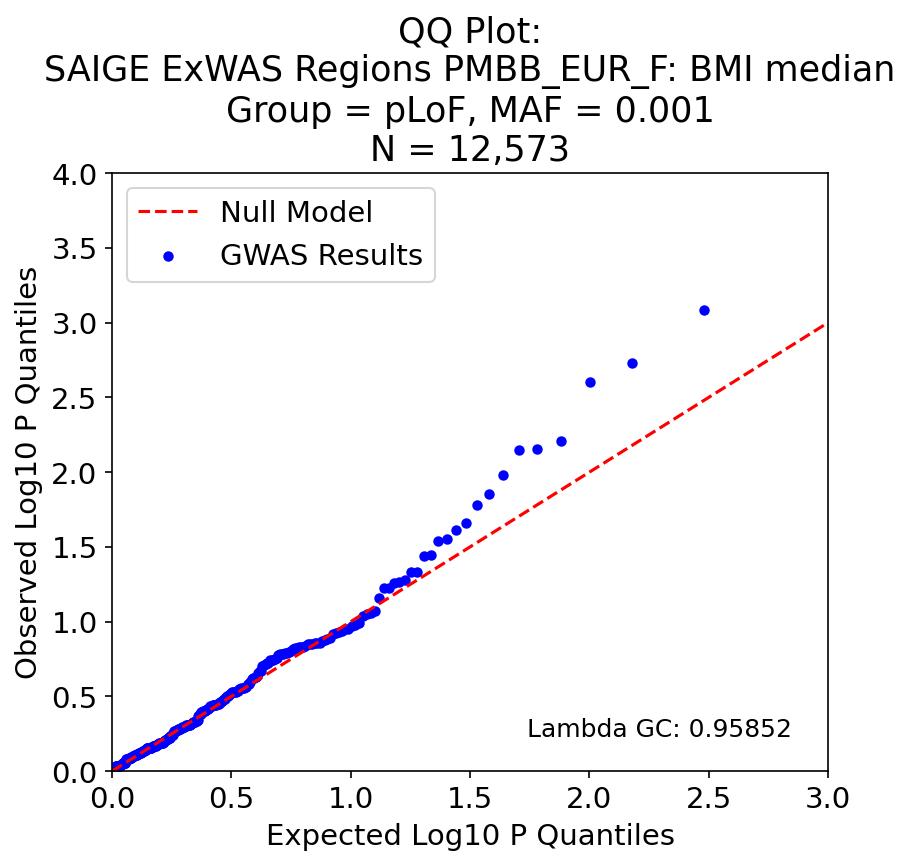 QQ Plot:
SAIGE ExWAS Regions PMBB_EUR_F: BMI median
Group = pLoF, MAF = 0.001
N = 12,573
Null Model
GWAS Results
4.0
3.5
3.0
2.5
2.0
1.5
1.0
0.5
0.0
Observed Log10 P Quantiles
Lambda GC: 0.95852
0.0 0.5 1.0 1.5 2.0 2.5 3.0
Expected Log10 P Quantiles